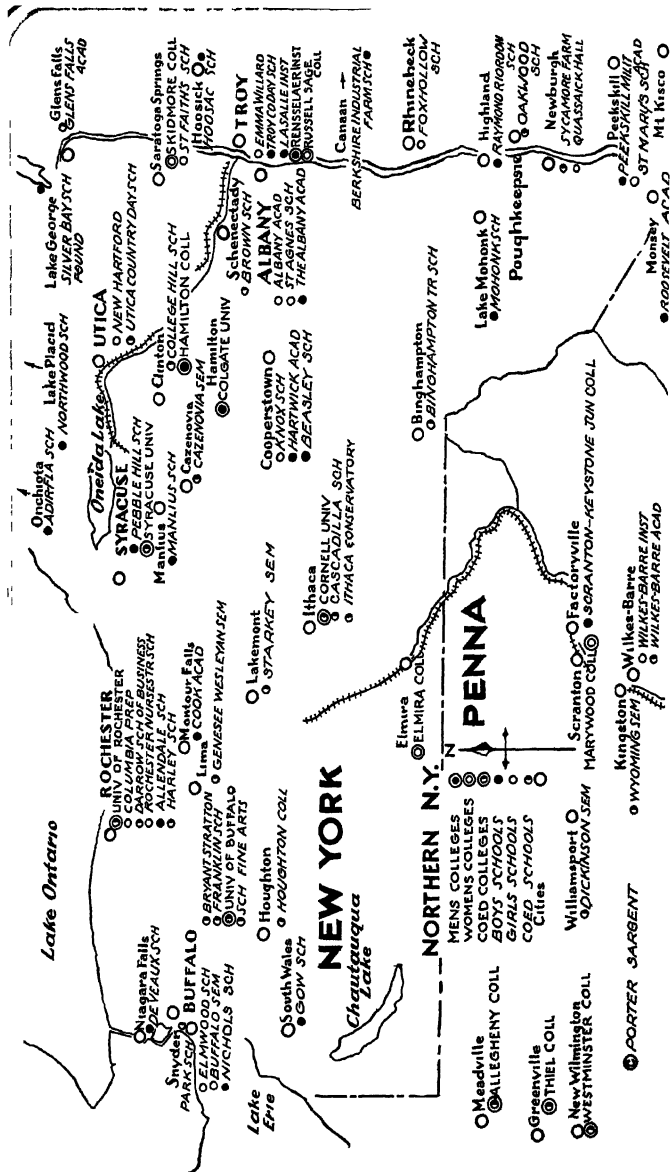 Lake Ontario
Niagara Falls
DE VEAUX SCH
Snyder
PARK SCH
BUFFALO
ELMWOOD SCH
BUFFALO SEM
NICHOLS SCH
Lake
Erie
ROCHESTER
UNIV OF ROCHESTER
COLUMBIA PREP
DARROW SCH OF BUSINESS
ROCHESTER NURSES TR SCH
ALLENDALE SCH
HARLEY SCH
Montour Falls
COOK ACAD
Lima
GENESEE WESLEYAN SEM
BRYANT STRATTON
FRANKLIN SCH
UNIV OF BUFFALO
SCH FINE ARTS
Houghton
HOUGHTON COLL
South Wales
GOW SCH
Lakemont
STARKEY SEM
NEW YORK
Chautauqua
Lake
Onchiota
ADIRFLA SCH
Lake Placid
NORTHWOOD SCH
Lake George
SILVER BAY SCH
POUND
Glens Falls
GLENS FALLS
ACAD
Oneida Lake
UTICA
NEW HARTFORD
UTICA COUNTRY DAY SCH
SYRACUSE
PEBBLE HILL SCH
SYRACUSE UNIV
Manlius
MANLIUS SCH
Cazenovia
CAZENOVIA SEM
Clinton
COLLEGE HILL SCH
HAMILTON COLL
Hamilton
COLGATE UNIV
Saratoga Springs
SKIDMORE COLL
ST FAITHS SCH
Hoosick
HOOSAC SCH
Schenectady
BROWN SCH
TROY
EMMA WILLARD
TROY CO DAY SCH
LA SALLE INST
RENSSELAER INST
RUSSELL SAGE
COLL
ALBANY
ALBANY ACAD
ST AGNES SCH
THE ALBANY ACAD
Canaan
BERKSHIRE INDUSTRIAL
FARM SCH
Cooperstown
KNOX SCH
HARTWICK ACAD
BEASLEY SCH
Ithaca
CORNELL UNIV
CASCADILLA SCH
ITHACA CONSERVATORY
Elmira
ELMIRA COLL
Binghampton
BINGHAMPTON TR SCH
Rhinebeck
FOXHOLLOW
SCH
Lake Mohonk
MOHONK SCH
Highland
RAYMOND RIORDON
SCH
Poughkeepsie
OAKWOOD
SCH
Newburgh
SYCAMORE FARM
QUASSAICK HALL
Peekskill
PEEKSKILL MILIT ACAD
ST MARY'S SCH
Mt Kisco
Monsey
ROOSEVELT ACAD
NORTHERN N.Y.
N
PENNA
MENS COLLEGES
WOMENS COLLEGES
COED COLLEGES
BOYS SCHOOLS
GIRLS SCHOOLS
COED SCHOOLS
Cities
Meadville
ALLEGHENY COLL
Greenville
THIEL COLL
New Wilmington
WESTMINSTER COLL
Williamsport
DICKINSON SEM
Scranton
MARYWOOD COLL
Factoryville
SCRANTON-KEYSTONE JUN COLL
Kingston
WYOMING SEM
Wilkes-Barre
WILKES-BARRE INST
WILKES-BARRE ACAD
© PORTER SARGENT